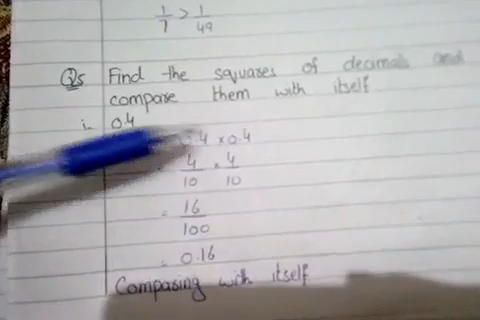 1/7 > 1/49
Q5 Find the squares of decimals and
compare them with itself
i. 0.4
0.4 × 0.4
4/10 × 4/10
= 16/100
= 0.16
Comparing with itself